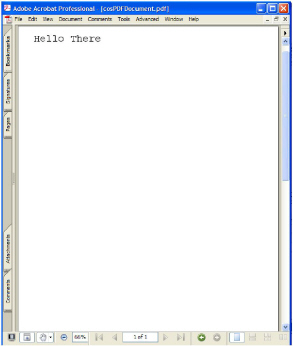 Adobe Acrobat Professional - [cosPDFDocument.pdf]
File Edit View Document Comments Tools Advanced Window Help
Hello There
Bookmarks
Signatures
Pages
Attachments
Comments
66%
1 of 1